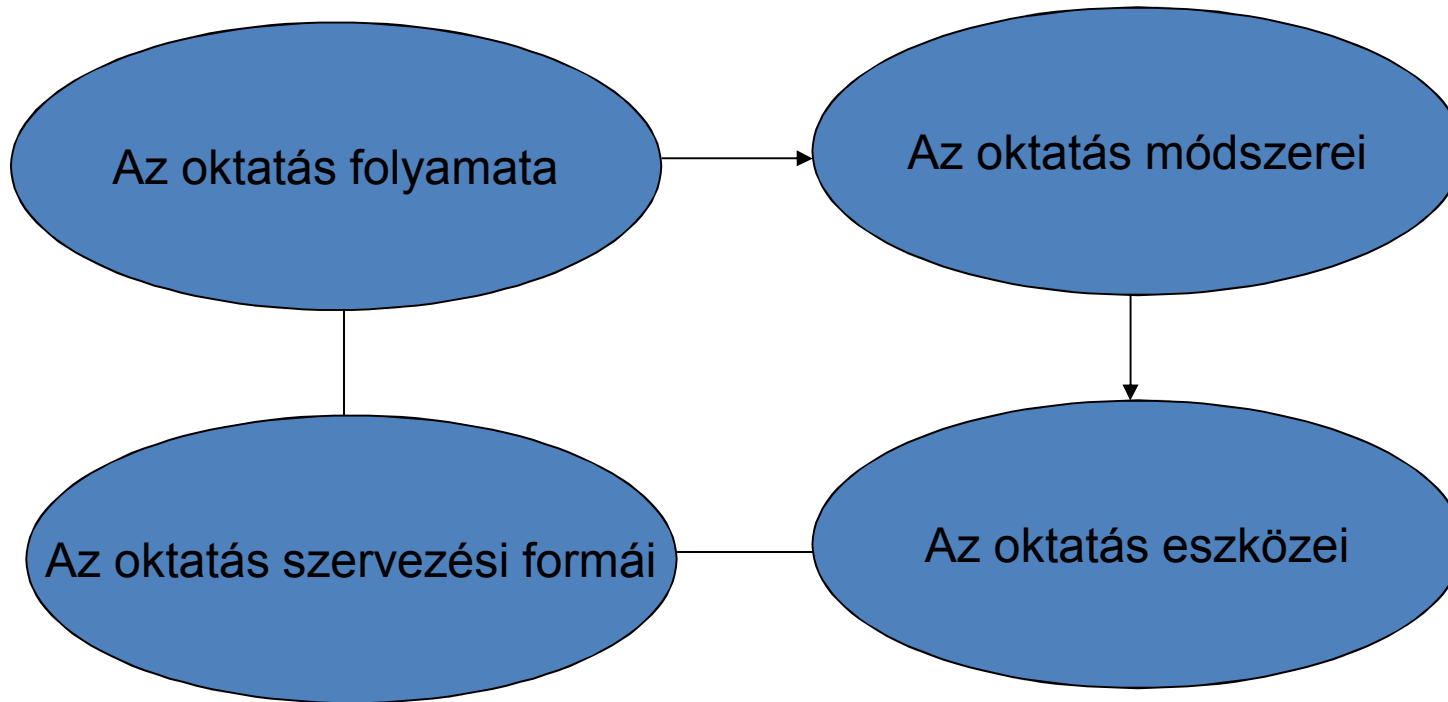 Az oktatás folyamata
Az oktatás módszerei
Az oktatás szervezési formái
Az oktatás eszközei